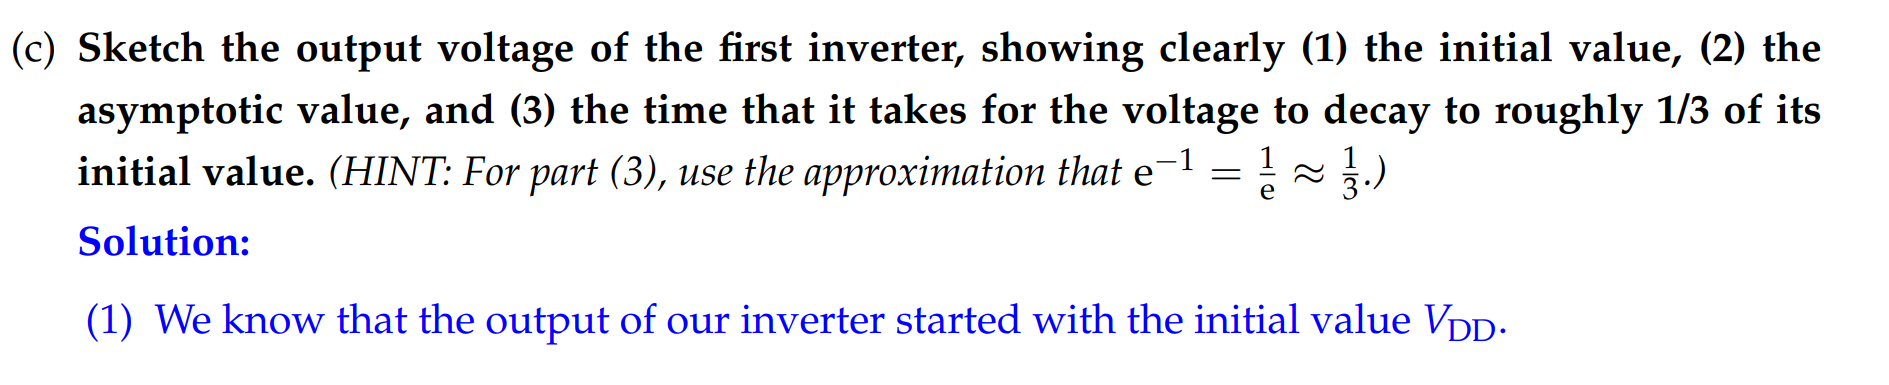 (c) Sketch the output voltage of the first inverter, showing clearly (1) the initial value, (2) the
asymptotic value, and (3) the time that it takes for the voltage to decay to roughly 1/3 of its
initial value. (HINT: For part (3), use the approximation that e⁻¹ = 1/e ≈ 1/3.)
Solution:
(1) We know that the output of our inverter started with the initial value V_DD.